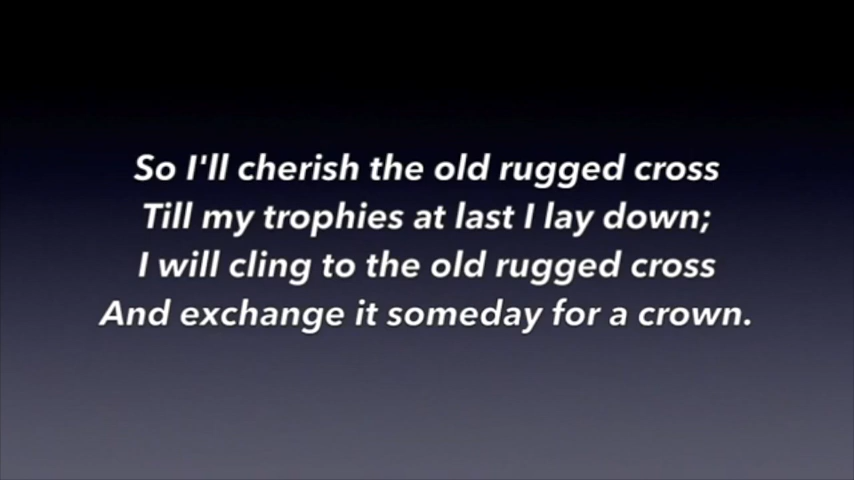 So I'll cherish the old rugged cross
Till my trophies at last I lay down;
I will cling to the old rugged cross
And exchange it someday for a crown.